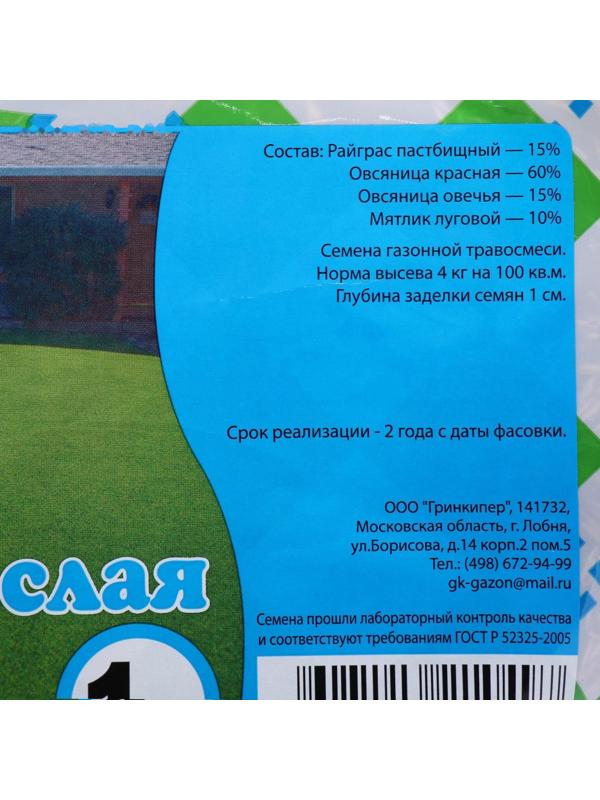 Состав: Райграс пастбищный — 15%
Овсяница красная — 60%
Овсяница овечья — 15%
Мятлик луговой — 10%
Семена газонной травосмеси.
Норма высева 4 кг на 100 кв.м.
Глубина заделки семян 1 см.
Срок реализации - 2 года с даты фасовки.
ООО "Гринкипер", 141732,
Московская область, г. Лобня,
ул.Борисова, д.14 корп.2 пом.5
Тел.: (498) 672-94-99
gk-gazon@mail.ru
слая
Семена прошли лабораторный контроль качества
и соответствуют требованиям ГОСТ Р 52325-2005
1